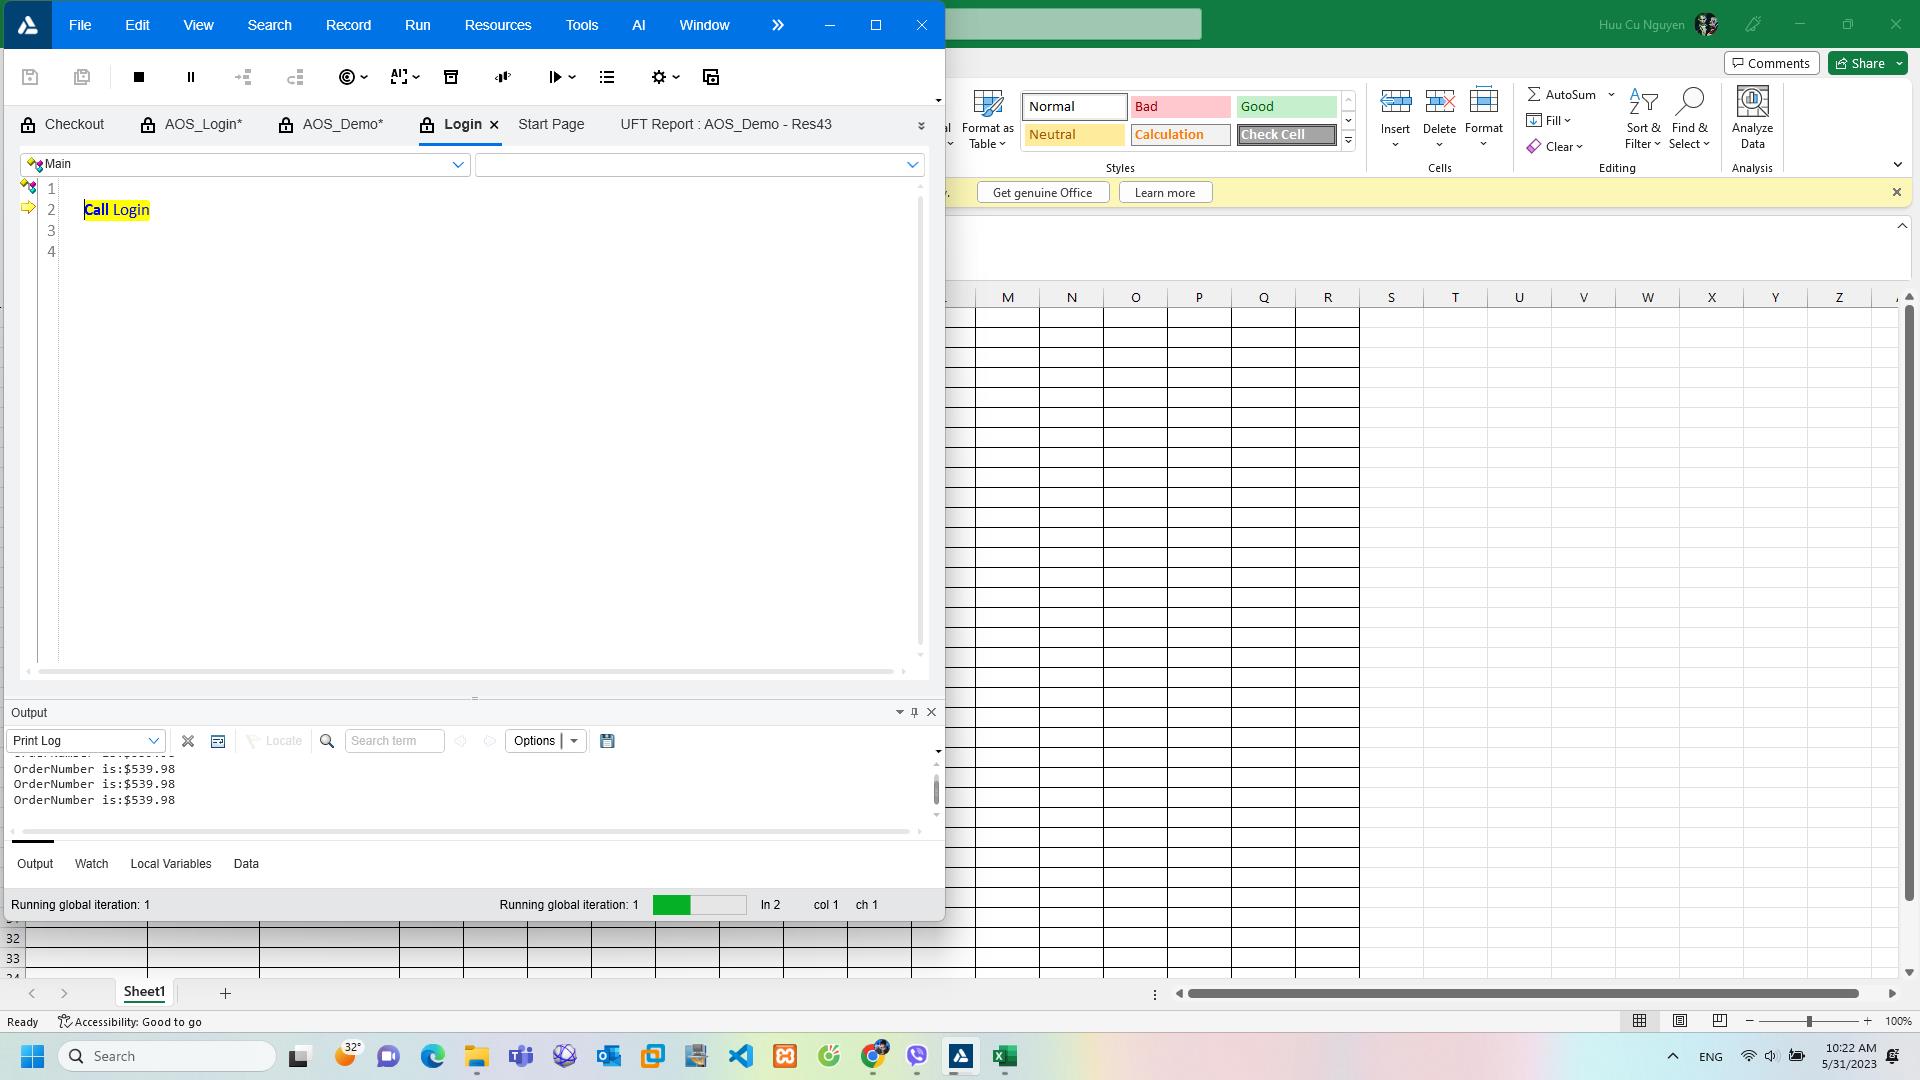 File Edit View Search Record Run Resources Tools AI Window
Huu Cu Nguyen
Comments Share
Checkout AOS_Login* AOS_Demo* Login Start Page UFT Report : AOS_Demo - Res43
Format as Table
Normal Bad Good
Neutral Calculation Check Cell
Styles
Insert Delete Format
Cells
AutoSum
Fill
Clear
Sort & Filter
Find & Select
Editing
Analyze Data
Analysis
Get genuine Office Learn more
Main
1
2 Call Login
3
4
M N O P Q R S T U V W X Y Z
Output
Print Log Locate Search term Options
OrderNumber is:$539.98
OrderNumber is:$539.98
OrderNumber is:$539.98
Output Watch Local Variables Data
Running global iteration: 1 Running global iteration: 1 ln 2 col 1 ch 1
32
33
Sheet1
Ready Accessibility: Good to go 100%
Search 32° ENG 10:22 AM
5/31/2023